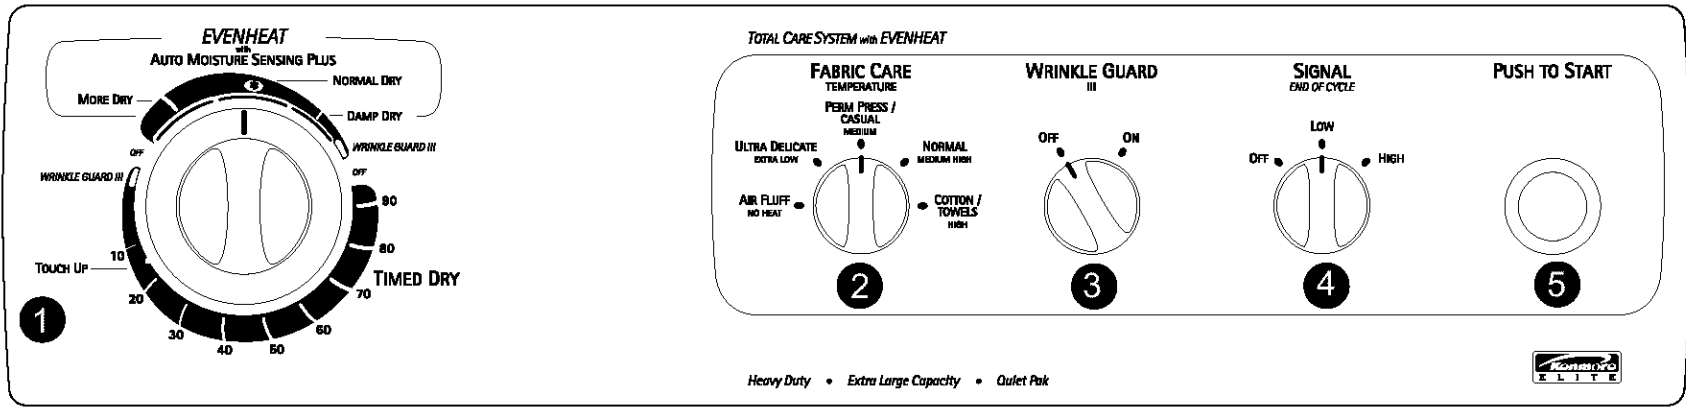 EVENHEAT
with
AUTO MOISTURE SENSING PLUS
NORMAL DRY
MORE DRY
DAMP DRY
OFF
WRINKLE GUARD III
WRINKLE GUARD III
OFF
90
80
10
TOUCH UP
TIMED DRY
20
70
30
60
40
50
1
TOTAL CARE SYSTEM with EVENHEAT
FABRIC CARE
TEMPERATURE
PERM PRESS /
CASUAL
MEDIUM
ULTRA DELICATE
EXTRA LOW
NORMAL
MEDIUM HIGH
AIR FLUFF
NO HEAT
COTTON /
TOWELS
HIGH
2
WRINKLE GUARD
III
OFF
ON
3
SIGNAL
END OF CYCLE
LOW
OFF
HIGH
4
PUSH TO START
5
Heavy Duty • Extra Large Capacity • Quiet Pak
Kenmore
ELITE